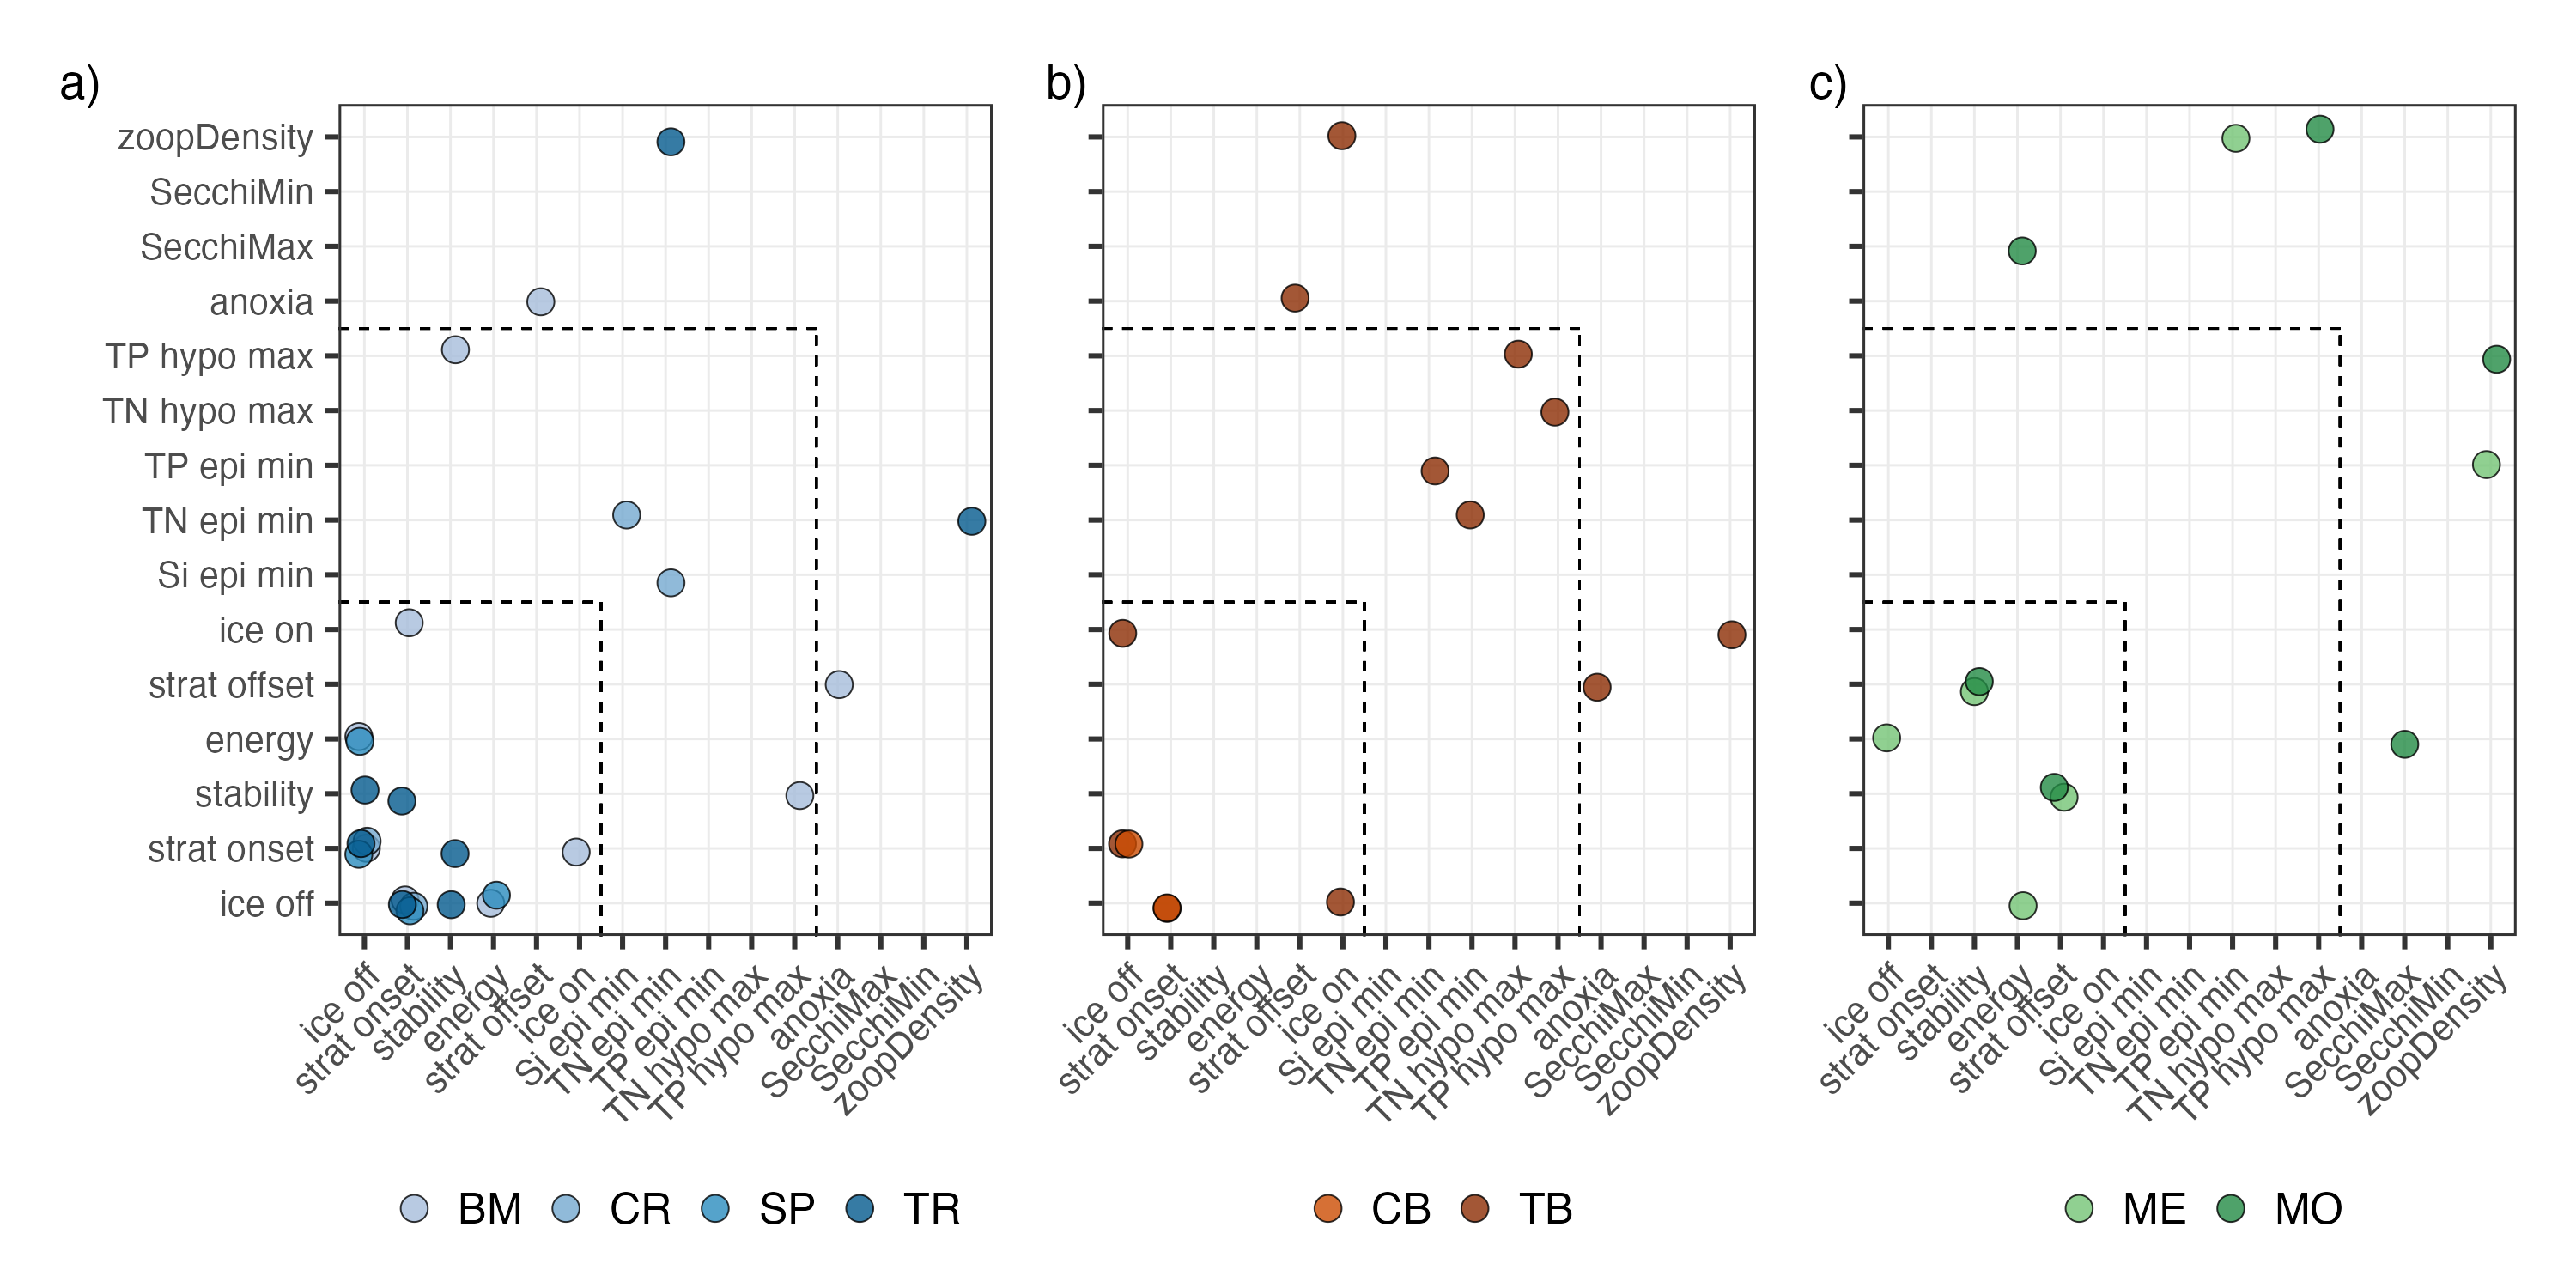 a)
b)
c)
zoopDensity
SecchiMin
SecchiMax
anoxia
TP hypo max
TN hypo max
TP epi min
TN epi min
Si epi min
ice on
strat offset
energy
stability
strat onset
ice off
ice off
strat onset
stability
energy
strat offset
ice on
Si epi min
TN epi min
TP epi min
TN hypo max
TP hypo max
anoxia
SecchiMax
SecchiMin
zoopDensity
ice off
strat onset
stability
energy
strat offset
ice on
Si epi min
TN epi min
TP epi min
TN hypo max
TP hypo max
anoxia
SecchiMax
SecchiMin
zoopDensity
ice off
strat onset
stability
energy
strat offset
ice on
Si epi min
TN epi min
TP epi min
TN hypo max
TP hypo max
anoxia
SecchiMax
SecchiMin
zoopDensity
BM CR SP TR
CB TB
ME MO